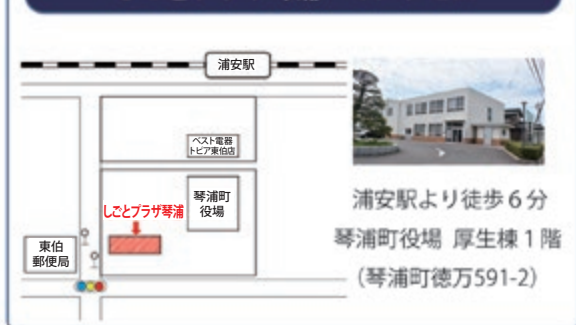 浦安駅
ベスト電器
トピア東伯店
琴浦町
役場
しごとプラザ琴浦
東伯
郵便局
浦安駅より徒歩6分
琴浦町役場 厚生棟1階
（琴浦町徳万591-2）